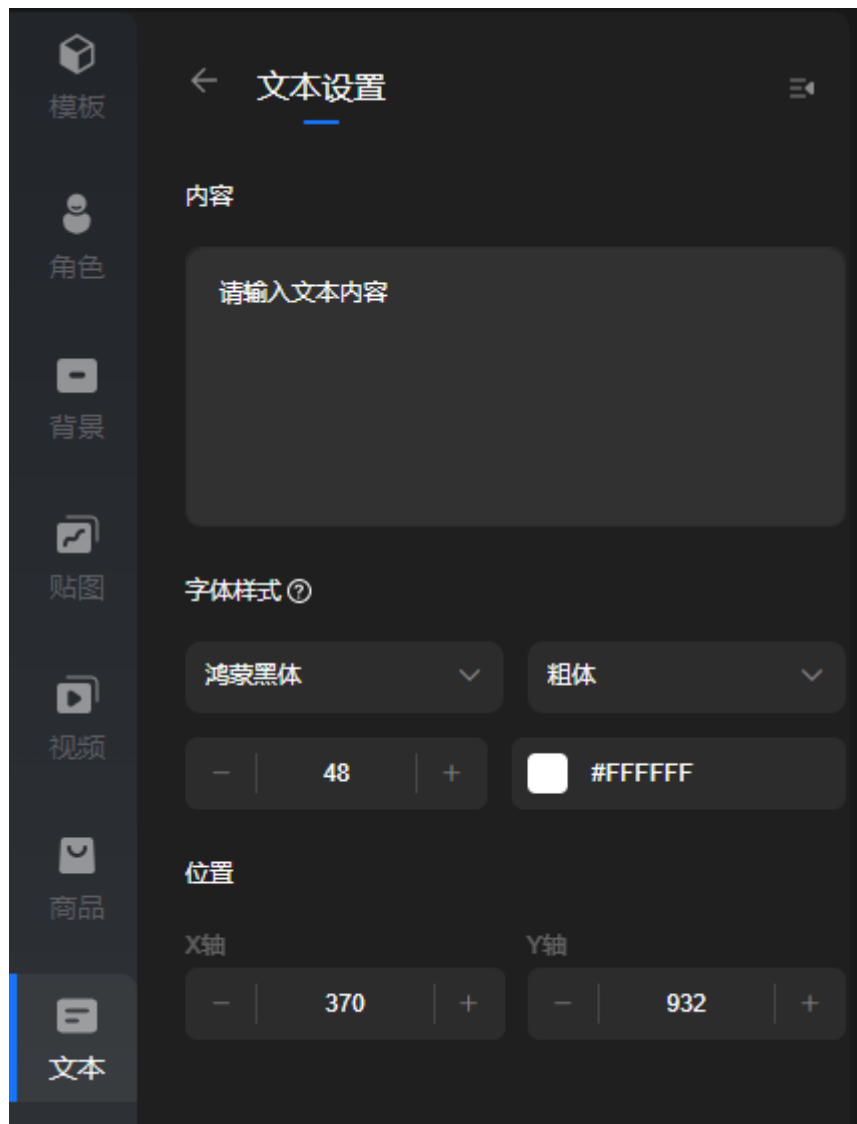 模板
角色
背景
贴图
视频
商品
文本
文本设置
内容
请输入文本内容
字体样式?
鸿蒙黑体
粗体
48
#FFFFFF
位置
X轴
Y轴
370
932